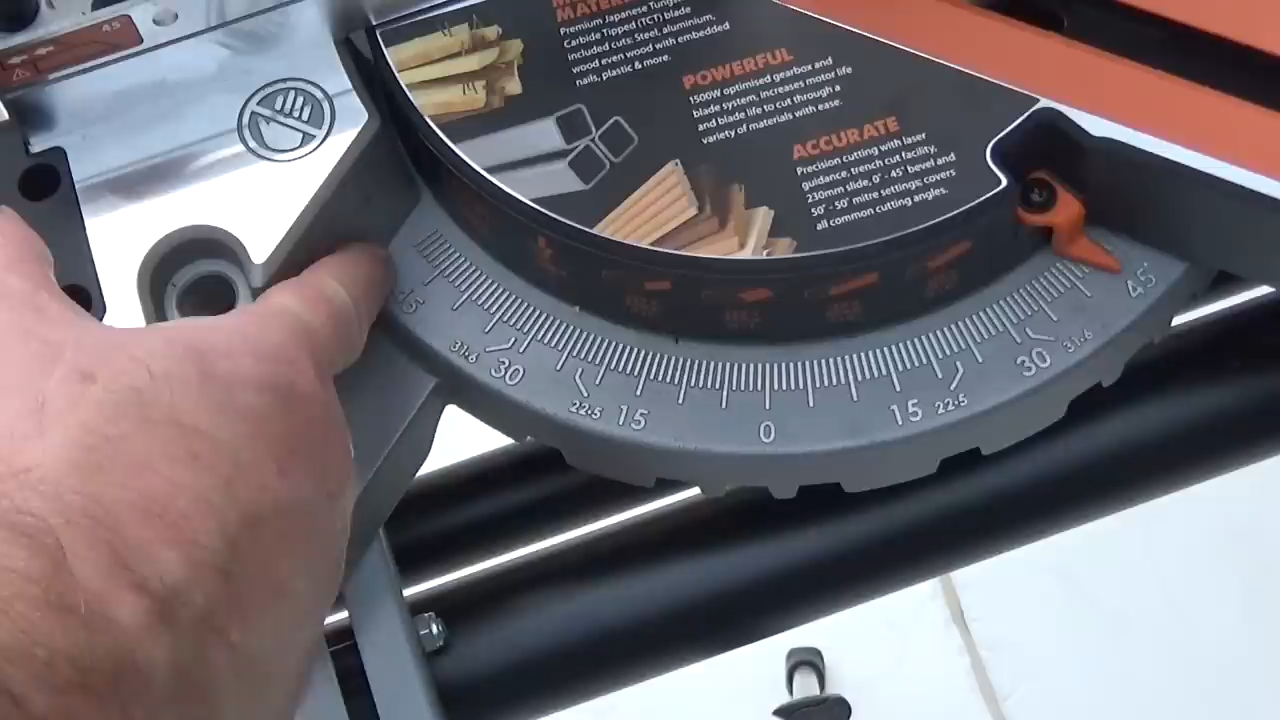 45
MATERIAL
Premium Japanese Tungsten
Carbide Tipped (TCT) blade
included cuts: Steel, aluminium,
wood even wood with embedded
nails, plastic & more.
POWERFUL
1500W optimised gearbox and
blade system, increases motor life
and blade life to cut through a
variety of materials with ease.
ACCURATE
Precision cutting with laser
guidance, trench cut facility,
230mm slide, 0° - 45° bevel and
50° - 50° mitre settings; covers
all common cutting angles.
45 31·6 30 22·5 15 0 15 22·5 30 31·6 45°